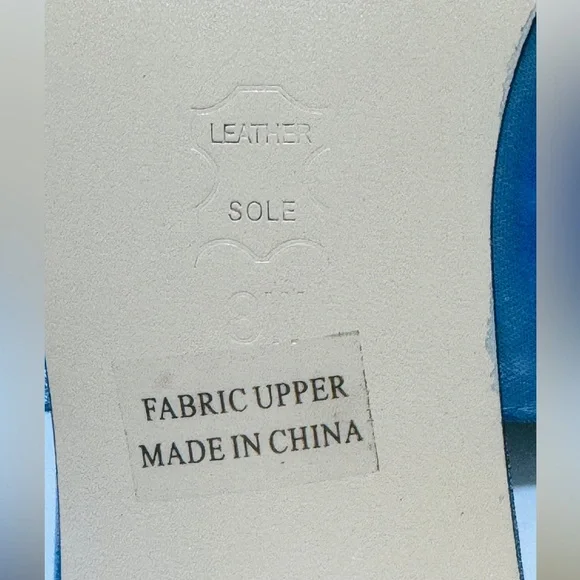 LEATHER
SOLE
FABRIC UPPER
MADE IN CHINA